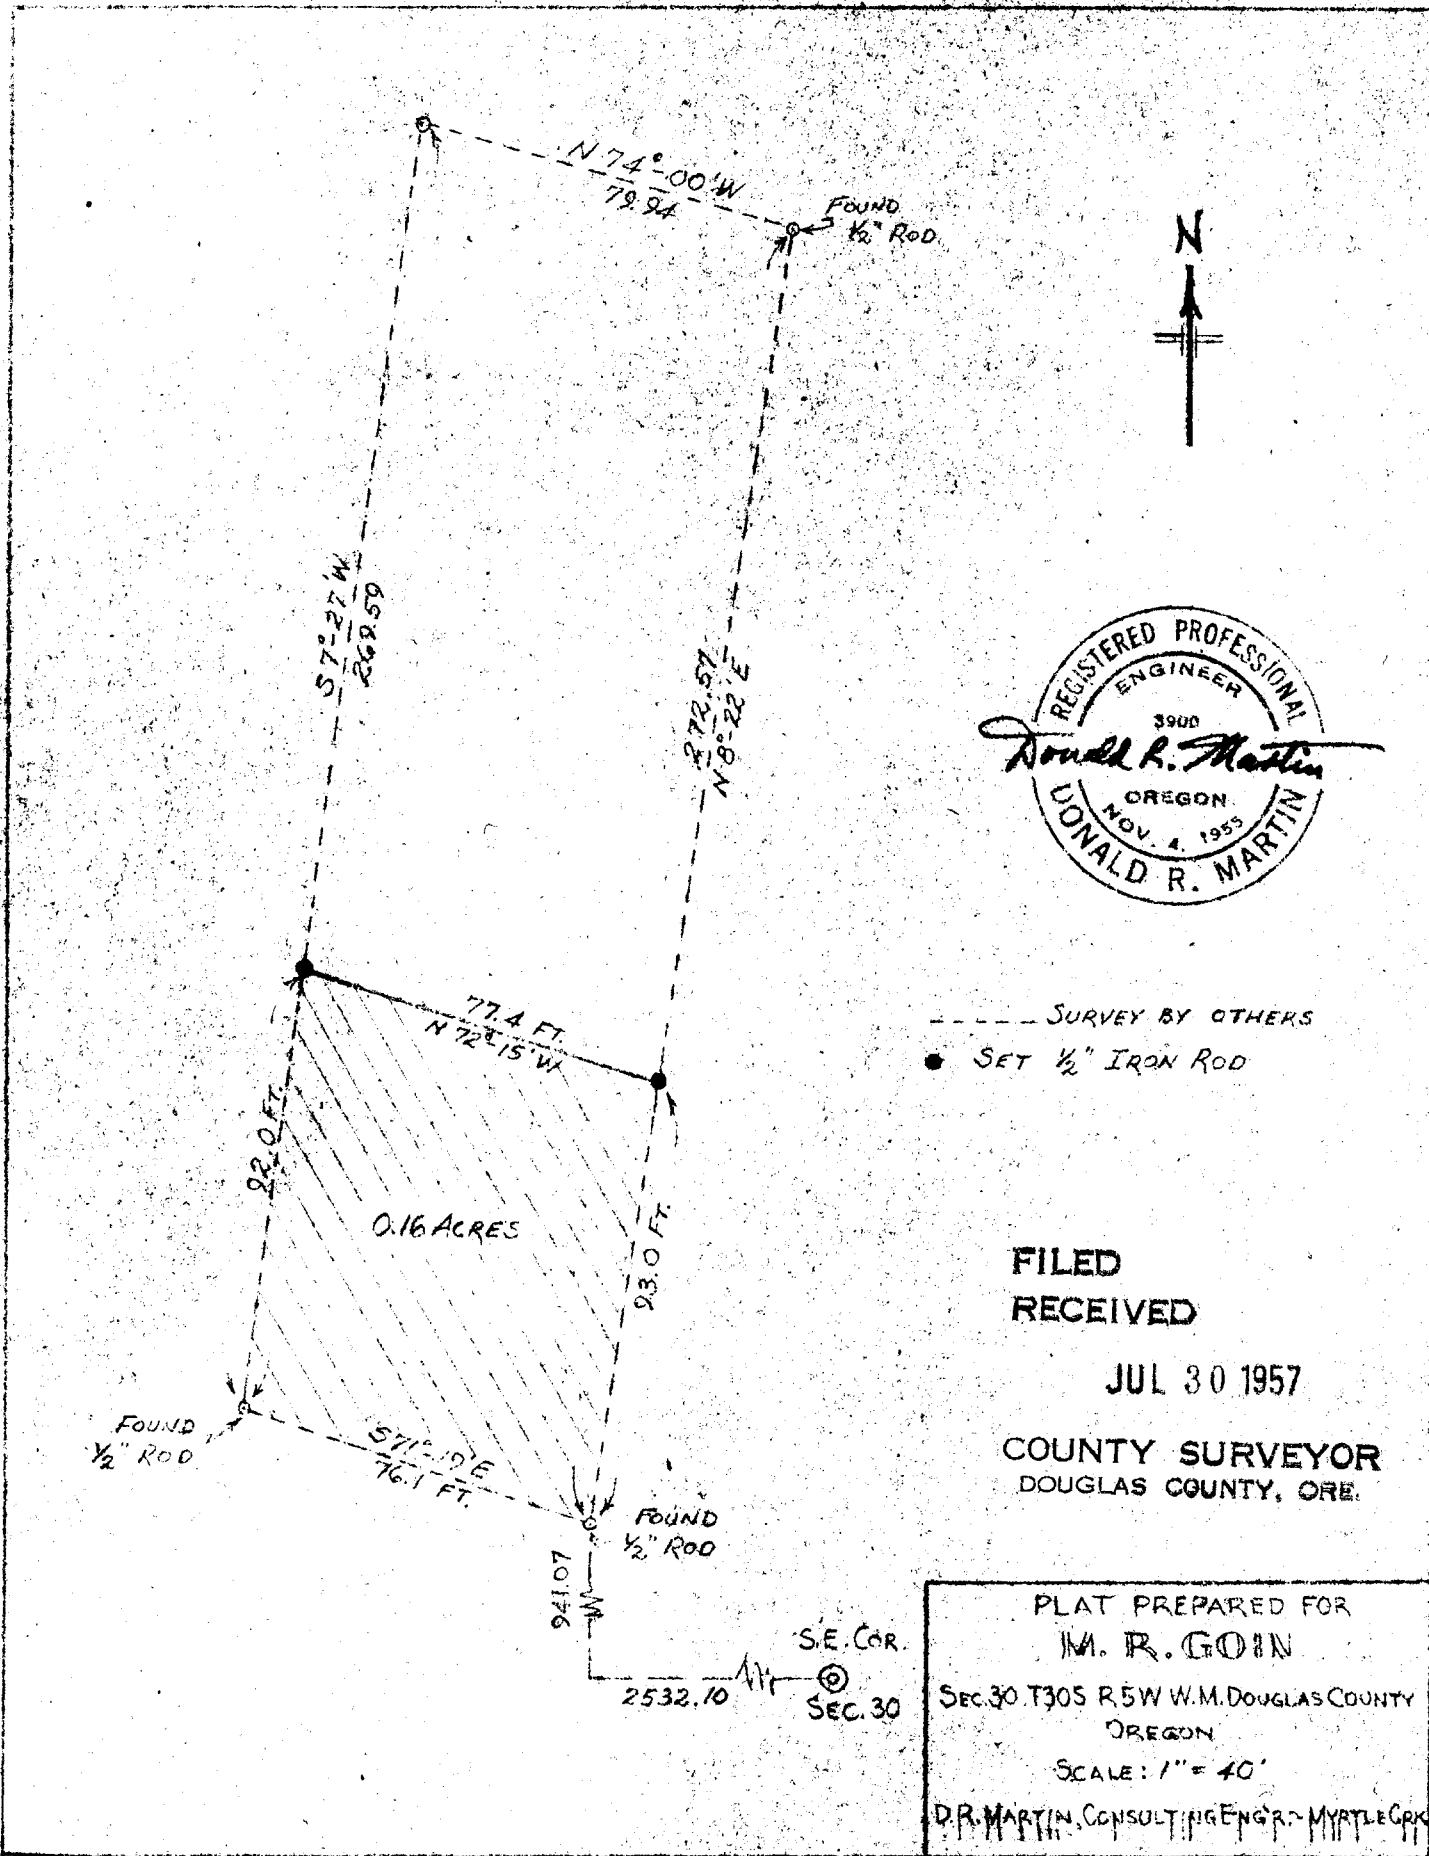 N 74°-00'W
79.94
FOUND
½" ROD
N
S 7°-27'W
269.59
272.51
N 8°-22'E
REGISTERED PROFESSIONAL
ENGINEER
3900
Donald R. Martin
OREGON
NOV. 4, 1955
DONALD R. MARTIN
77.4 FT.
N 72°15'W
----- SURVEY BY OTHERS
● SET ½" IRON ROD
92.0 FT.
0.16 ACRES
93.0 FT.
FILED
RECEIVED
JUL 30 1957
COUNTY SURVEYOR
DOUGLAS COUNTY, ORE.
FOUND
½" ROD
S71°-19'E
76.1 FT.
FOUND
½" ROD
941.07
2532.10
S.E. COR.
SEC. 30
PLAT PREPARED FOR
M. R. GOIN
SEC.30 T30S R5W W.M. DOUGLAS COUNTY
OREGON
SCALE: 1" = 40'
D.R. MARTIN, CONSULTING ENG'R.- MYRTLE CRK